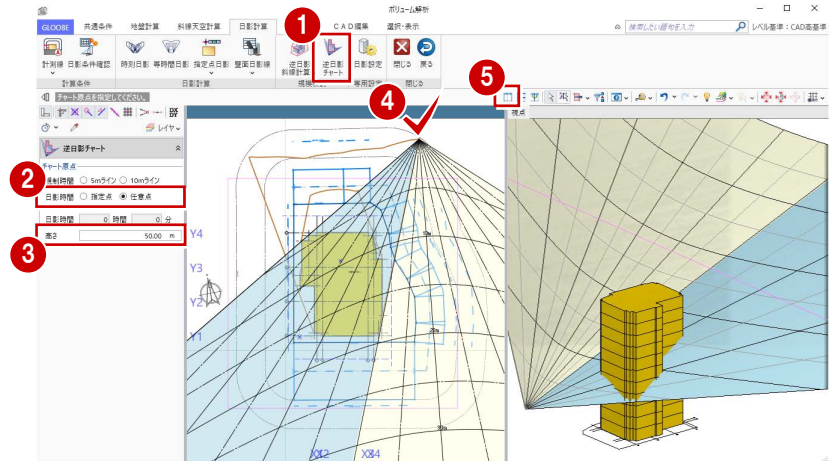 ボリューム解析
GLOOBE 共通条件 地盤計算 斜線天空計算 日影計算 CAD編集 選択・表示
検索したい語句を入力 レベル基準：CAD高基準
計測線 日影条件確認 時刻日影 等時間日影 指定点日影 壁面日影線 逆日影 逆日影 日影設定 閉じる 戻る
斜線計算 チャート
計算条件 日影計算 専用設定 閉じる
1
5
チャート原点を指定してください。
4
視点
レイヤ
逆日影チャート
チャート原点
2
規制時間 5mライン 10mライン
日影時間 指定点 任意点
日影時間 0 時間 0 分
3
高さ 50.00 m
Y4
Y3
Y2
Y1
10m
20m
30m
X4